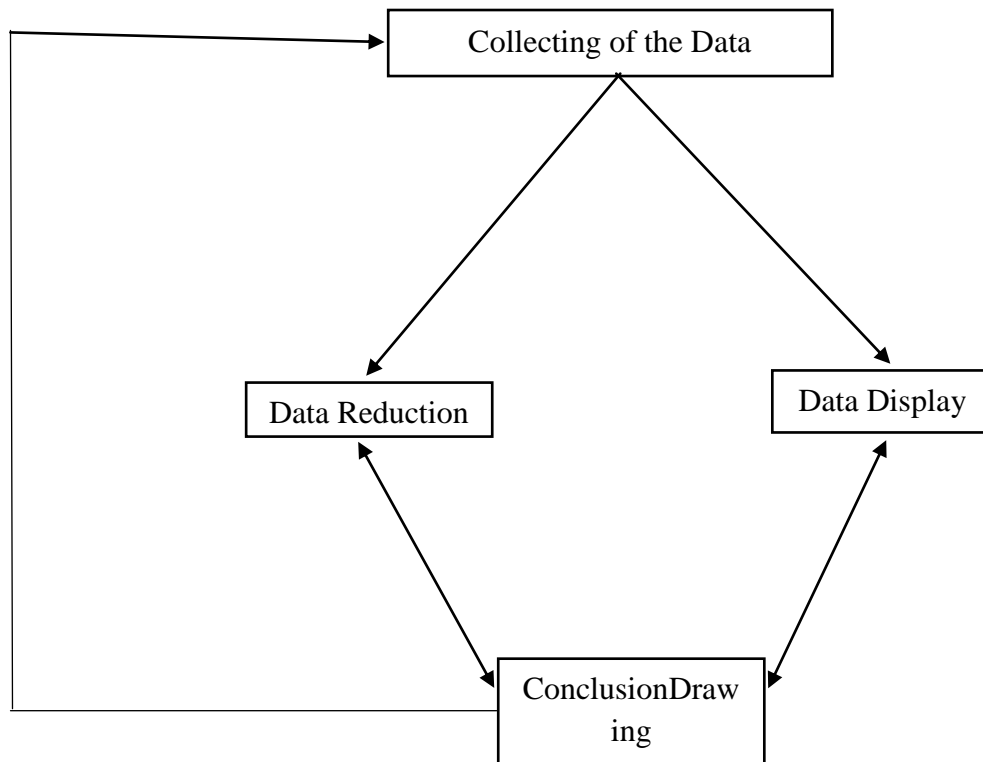 Collecting of the Data
Data Reduction
Data Display
ConclusionDraw
ing